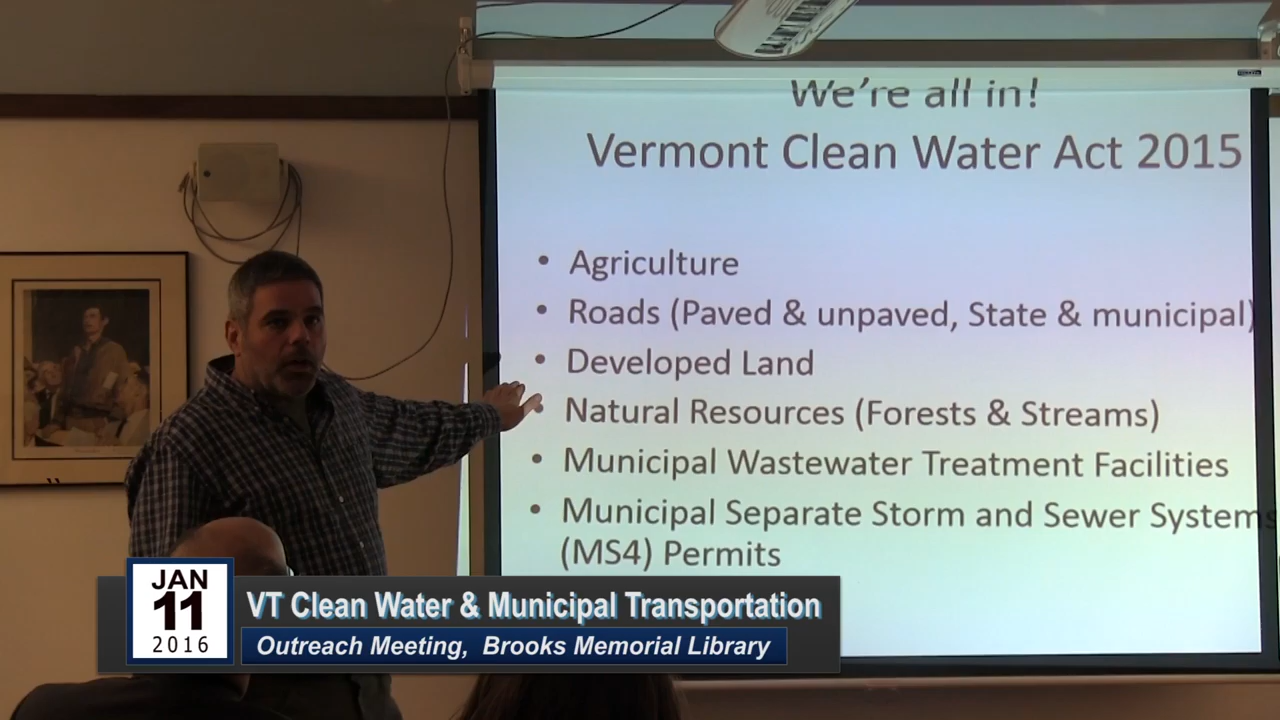 We're all in!
Vermont Clean Water Act 2015
• Agriculture
• Roads (Paved & unpaved, State & municipal)
• Developed Land
• Natural Resources (Forests & Streams)
• Municipal Wastewater Treatment Facilities
• Municipal Separate Storm and Sewer Systems
(MS4) Permits
JAN
11
2016
VT Clean Water & Municipal Transportation
Outreach Meeting, Brooks Memorial Library